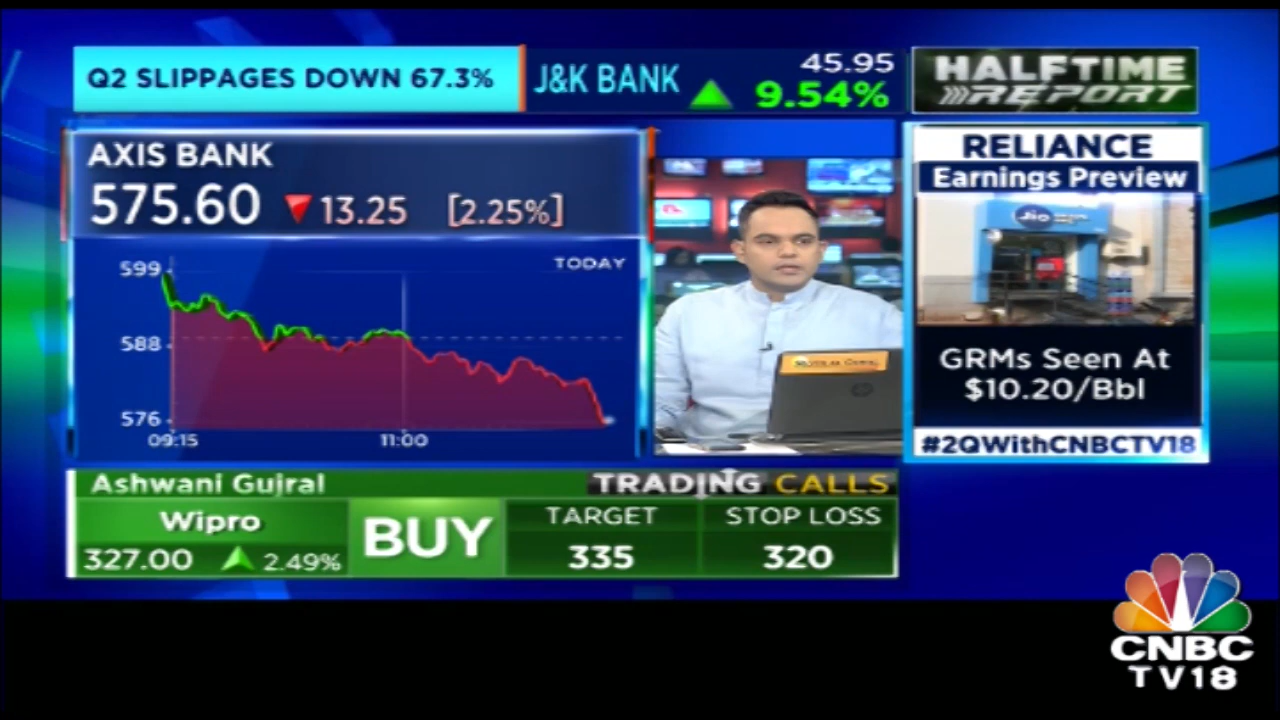 Q2 SLIPPAGES DOWN 67.3%
J&K BANK
45.95
9.54%
HALFTIME
REPORT
AXIS BANK
575.60 13.25 [2.25%]
TODAY
599
588
576
09:15 11:00
RELIANCE
Earnings Preview
Jio
GRMs Seen At
$10.20/Bbl
#2QWithCNBCTV18
Ashwani Gujral
TRADING CALLS
Wipro
327.00 2.49%
BUY
TARGET
335
STOP LOSS
320
CNBC
TV18